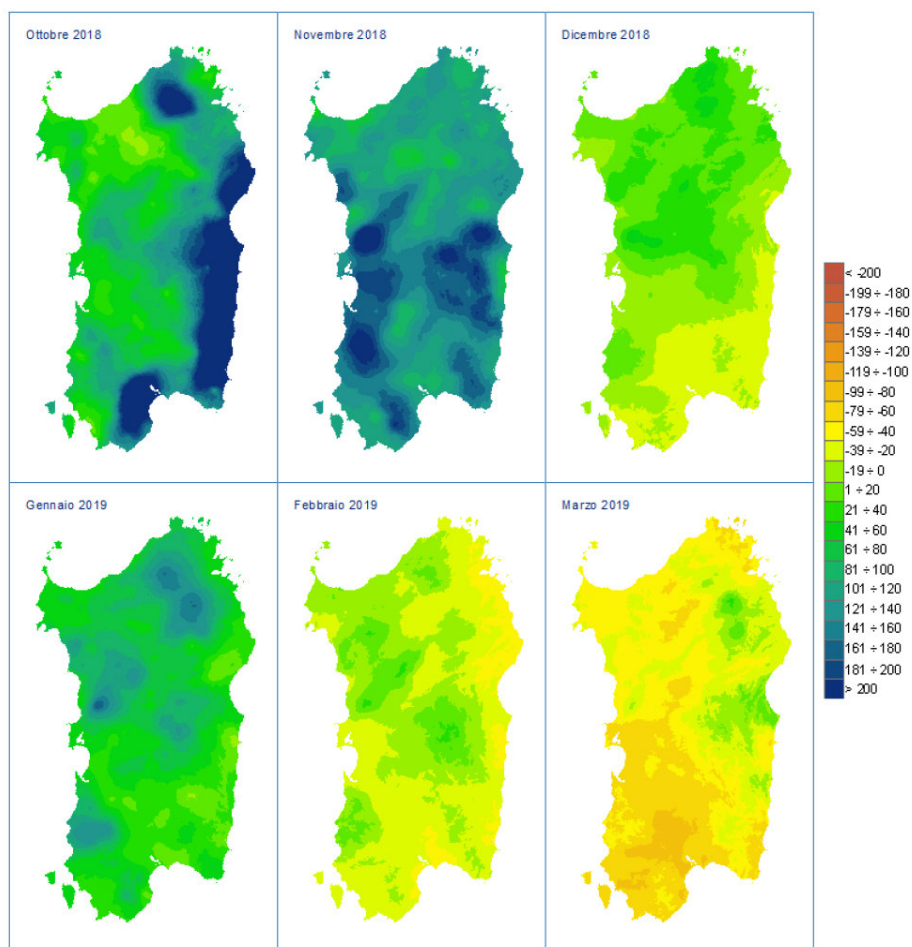 Ottobre 2018
Novembre 2018
Dicembre 2018
< -200
-199 ÷ -180
-179 ÷ -160
-159 ÷ -140
-139 ÷ -120
-119 ÷ -100
-99 ÷ -80
-79 ÷ -60
-59 ÷ -40
-39 ÷ -20
-19 ÷ 0
1 ÷ 20
21 ÷ 40
41 ÷ 60
61 ÷ 80
81 ÷ 100
101 ÷ 120
121 ÷ 140
141 ÷ 160
161 ÷ 180
181 ÷ 200
> 200
Gennaio 2019
Febbraio 2019
Marzo 2019